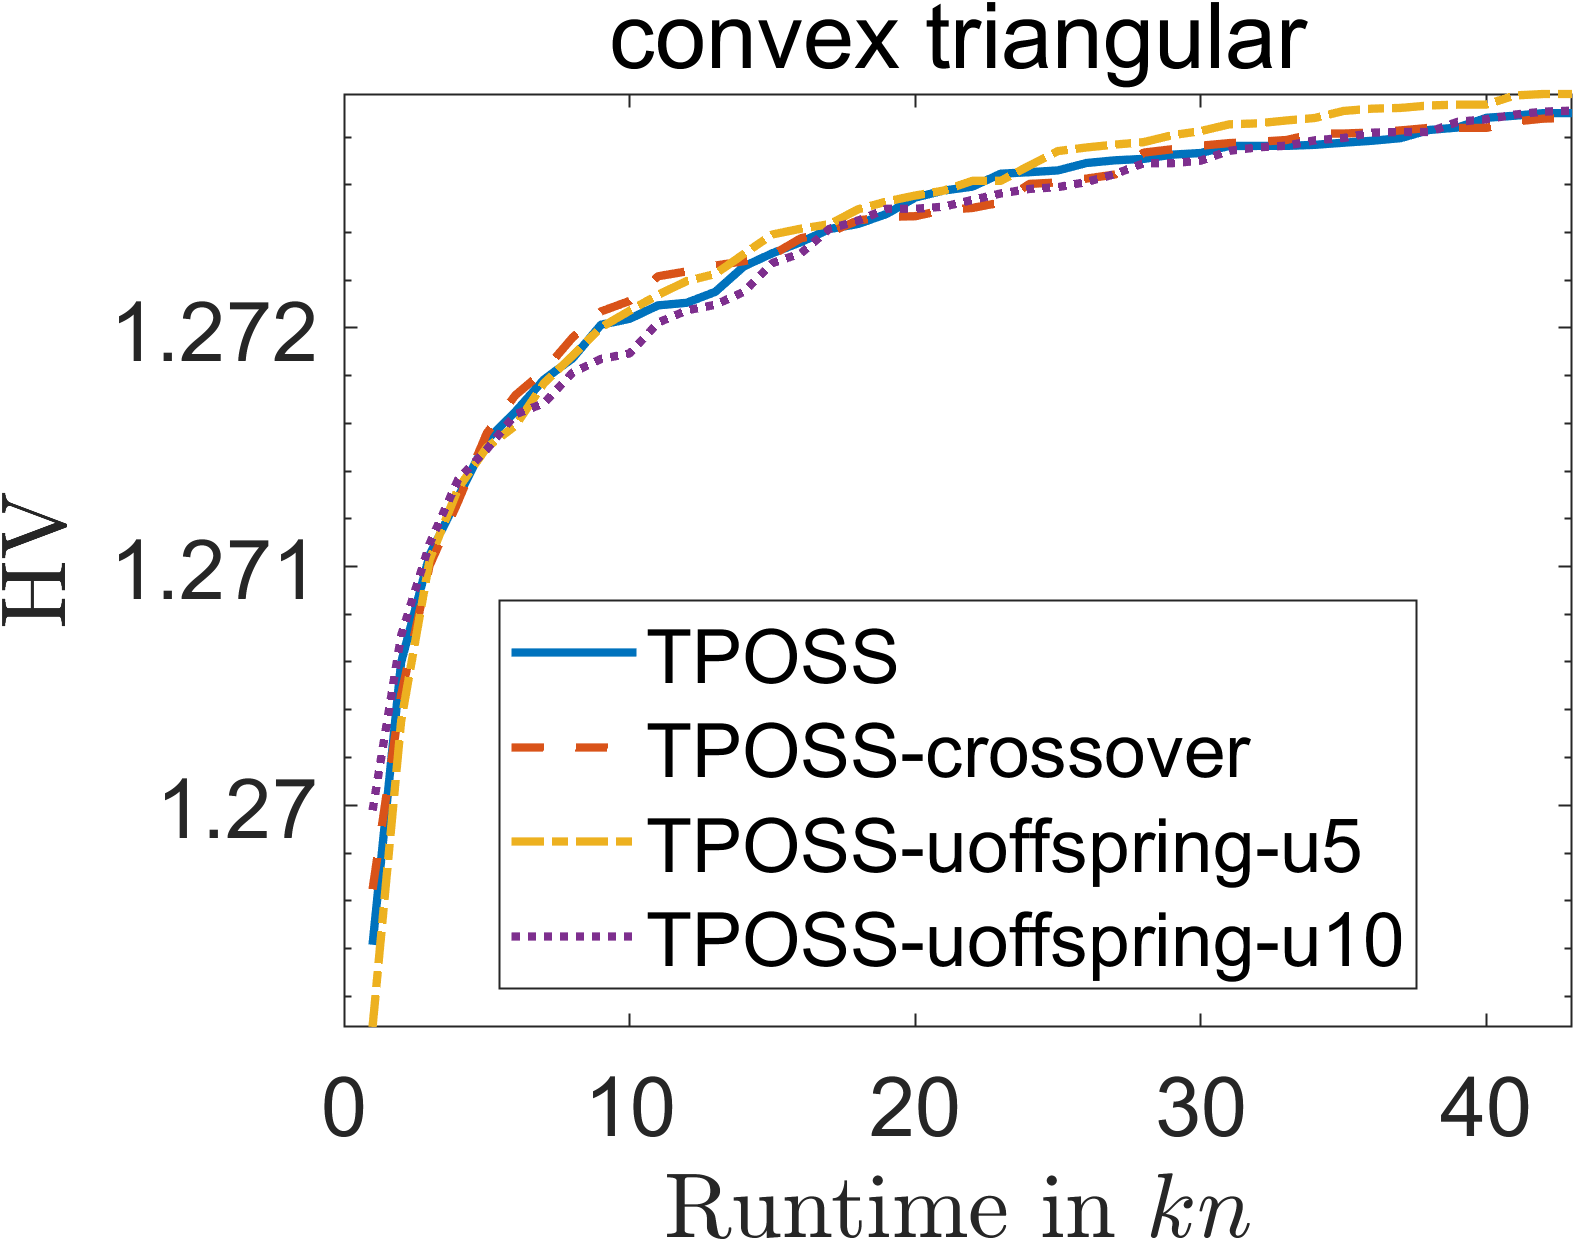 convex triangular
HV
1.272
1.271
1.27
TPOSS
TPOSS-crossover
TPOSS-uoffspring-u5
TPOSS-uoffspring-u10
0 10 20 30 40
Runtime in kn